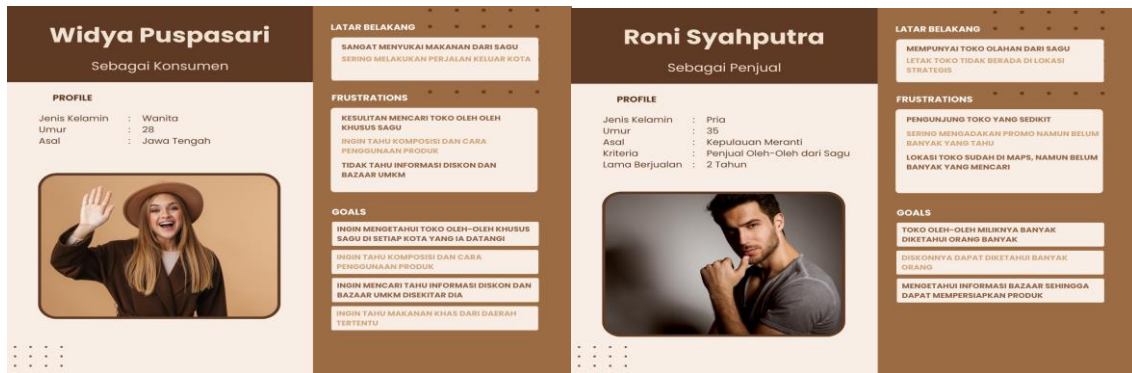 Widya Puspasari
Sebagai Konsumen
PROFILE
Jenis Kelamin : Wanita
Umur : 28
Asal : Jawa Tengah
LATAR BELAKANG
SANGAT MENYUKAI MAKANAN DARI SAGU
SERING MELAKUKAN PERJALAN KELUAR KOTA
FRUSTRATIONS
KESULITAN MENCARI TOKO OLEH OLEH
KHUSUS SAGU
INGIN TAHU KOMPOSISI DAN CARA
PENGGUNAAN PRODUK
TIDAK TAHU INFORMASI DISKON DAN
BAZAAR UMKM
GOALS
INGIN MENGETAHUI TOKO OLEH-OLEH KHUSUS
SAGU DI SETIAP KOTA YANG IA DATANGI
INGIN TAHU KOMPOSISI DAN CARA
PENGGUNAAN PRODUK
INGIN MENCARI TAHU INFORMASI DISKON DAN
BAZAAR UMKM DISEKITAR DIA
INGIN TAHU MAKANAN KHAS DARI DAERAH
TERTENTU
Roni Syahputra
Sebagai Penjual
PROFILE
Jenis Kelamin : Pria
Umur : 35
Asal : Kepulauan Meranti
Kriteria : Penjual Oleh-Oleh dari Sagu
Lama Berjualan : 2 Tahun
LATAR BELAKANG
MEMPUNYAI TOKO OLAHAN DARI SAGU
LETAK TOKO TIDAK BERADA DI LOKASI
STRATEGIS
FRUSTRATIONS
PENGUNJUNG TOKO YANG SEDIKIT
SERING MENGADAKAN PROMO NAMUN BELUM
BANYAK YANG TAHU
LOKASI TOKO SUDAH DI MAPS, NAMUN BELUM
BANYAK YANG MENCARI
GOALS
TOKO OLEH-OLEH MILIKNYA BANYAK
DIKETAHUI ORANG BANYAK
DISKONNYA DAPAT DIKETAHUI BANYAK
ORANG
MENGETAHUI INFORMASI BAZAAR SEHINGGA
DAPAT MEMPERSIAPKAN PRODUK